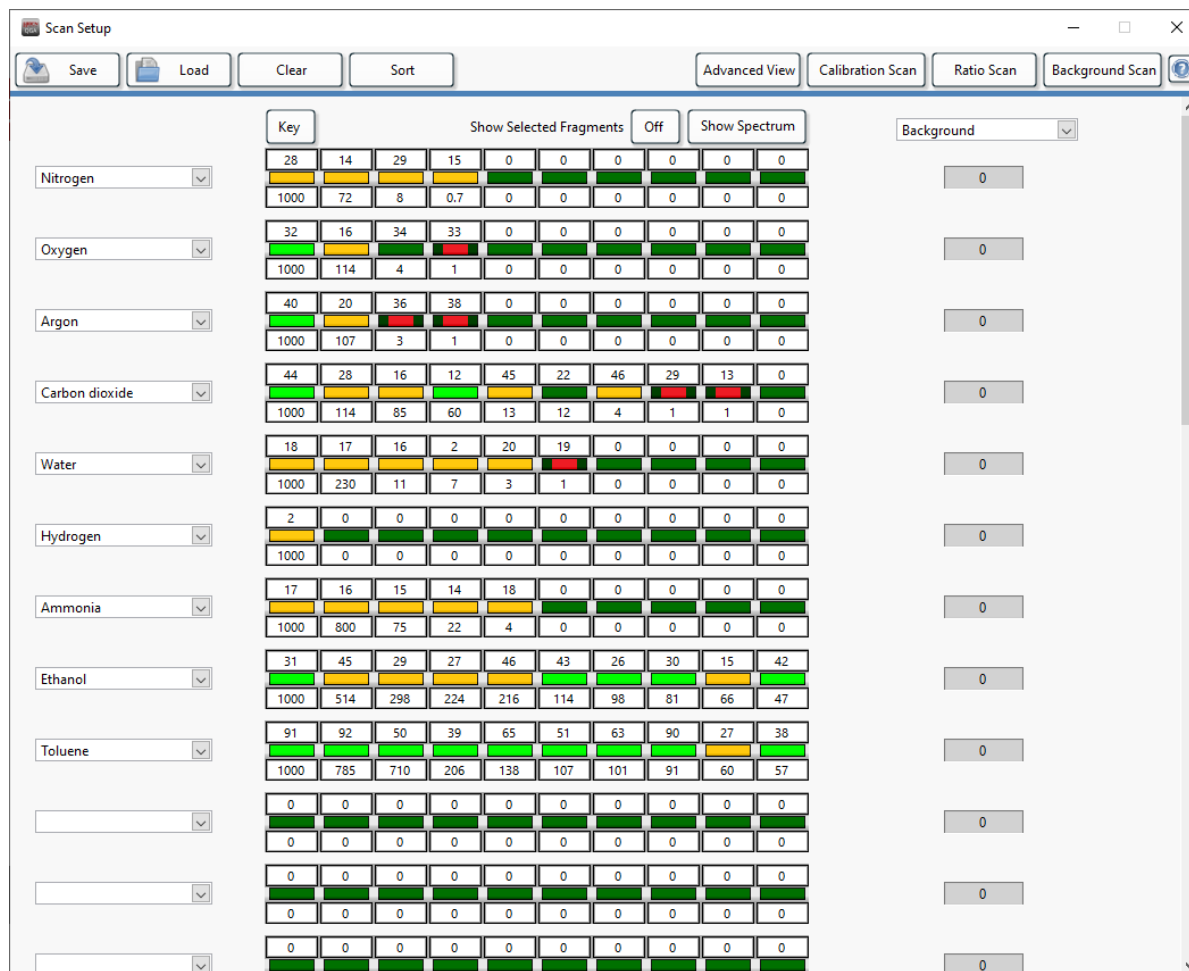 Scan Setup
Save Load Clear Sort Advanced View Calibration Scan Ratio Scan Background Scan
Key Show Selected Fragments Off Show Spectrum Background
28 14 29 15 0 0 0 0 0 0
Nitrogen 0
1000 72 8 0.7 0 0 0 0 0 0
32 16 34 33 0 0 0 0 0 0
Oxygen 0
1000 114 4 1 0 0 0 0 0 0
40 20 36 38 0 0 0 0 0 0
Argon 0
1000 107 3 1 0 0 0 0 0 0
44 28 16 12 45 22 46 29 13 0
Carbon dioxide 0
1000 114 85 60 13 12 4 1 1 0
18 17 16 2 20 19 0 0 0 0
Water 0
1000 230 11 7 3 1 0 0 0 0
2 0 0 0 0 0 0 0 0 0
Hydrogen 0
1000 0 0 0 0 0 0 0 0 0
17 16 15 14 18 0 0 0 0 0
Ammonia 0
1000 800 75 22 4 0 0 0 0 0
31 45 29 27 46 43 26 30 15 42
Ethanol 0
1000 514 298 224 216 114 98 81 66 47
91 92 50 39 65 51 63 90 27 38
Toluene 0
1000 785 710 206 138 107 101 91 60 57
0 0 0 0 0 0 0 0 0 0
0
0 0 0 0 0 0 0 0 0 0
0 0 0 0 0 0 0 0 0 0
0
0 0 0 0 0 0 0 0 0 0
0 0 0 0 0 0 0 0 0 0
0